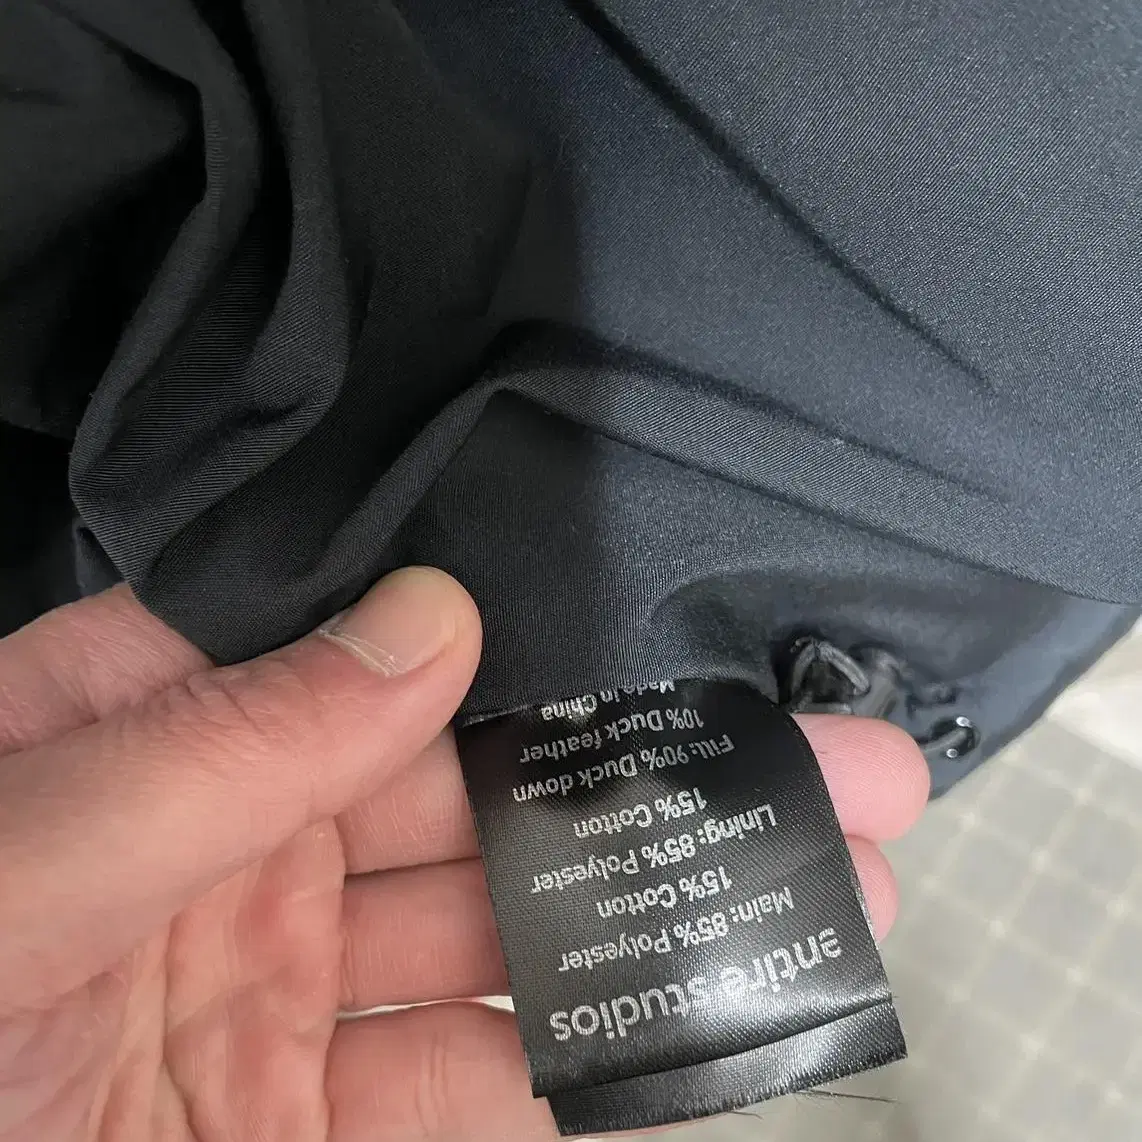 entire studios
Main: 85% Polyester
15% Cotton
Lining: 85% Polyester
15% Cotton
Fill: 90% Duck down
10% Duck feather
Made in China